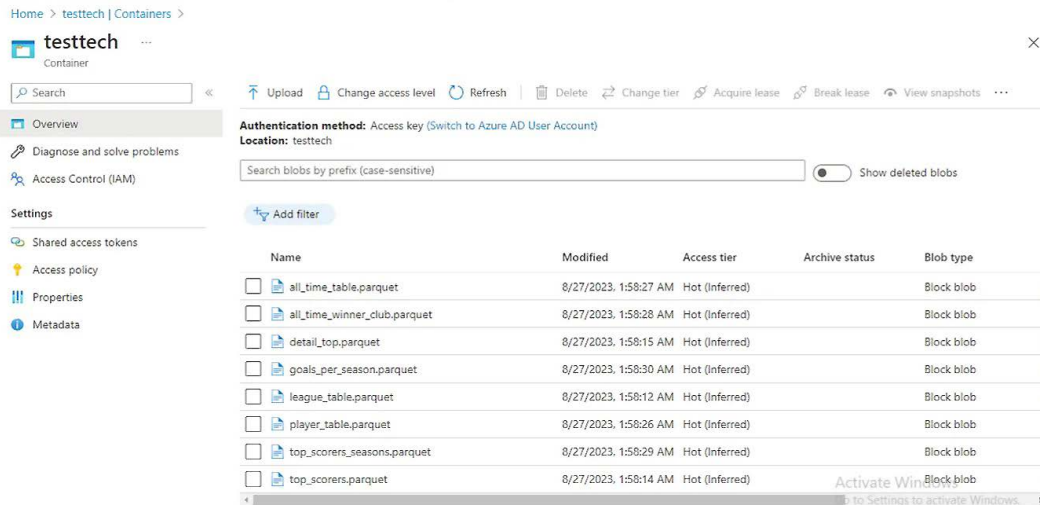 Home > testtech | Containers >
testtech ...
Container
Search «
Overview
Diagnose and solve problems
Access Control (IAM)
Settings
Shared access tokens
Access policy
Properties
Metadata
Upload Change access level Refresh Delete Change tier Acquire lease Break lease View snapshots ...
Authentication method: Access key (Switch to Azure AD User Account)
Location: testtech
Search blobs by prefix (case-sensitive) Show deleted blobs
Add filter
Name Modified Access tier Archive status Blob type
all_time_table.parquet 8/27/2023, 1:58:27 AM Hot (Inferred) Block blob
all_time_winner_club.parquet 8/27/2023, 1:58:28 AM Hot (Inferred) Block blob
detail_top.parquet 8/27/2023, 1:58:15 AM Hot (Inferred) Block blob
goals_per_season.parquet 8/27/2023, 1:58:30 AM Hot (Inferred) Block blob
league_table.parquet 8/27/2023, 1:58:12 AM Hot (Inferred) Block blob
player_table.parquet 8/27/2023, 1:58:26 AM Hot (Inferred) Block blob
top_scorers_seasons.parquet 8/27/2023, 1:58:29 AM Hot (Inferred) Block blob
top_scorers.parquet 8/27/2023, 1:58:14 AM Hot (Inferred) Block blob
Activate Windows
Go to Settings to activate Windows.